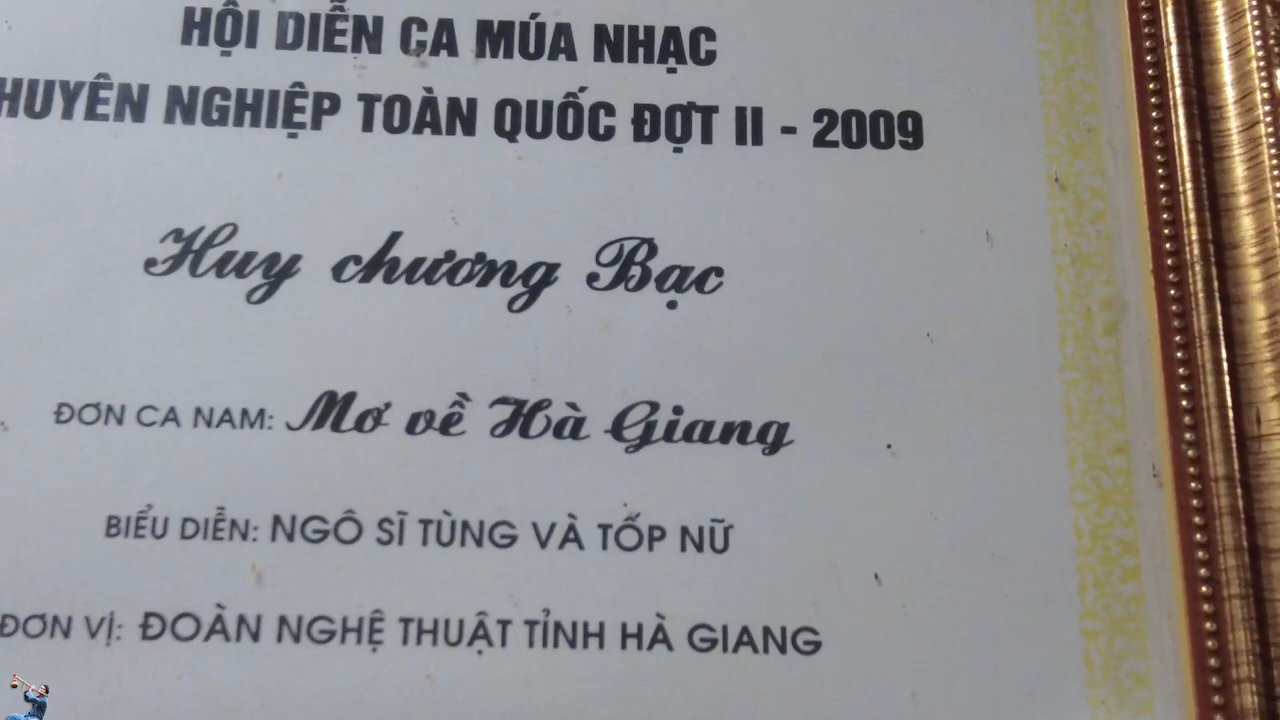 HỘI DIỄN CA MÚA NHẠC
HUYÊN NGHIỆP TOÀN QUỐC ĐỢT II - 2009
Huy chương Bạc
ĐƠN CA NAM: Mơ về Hà Giang
BIỂU DIỄN: NGÔ SĨ TÙNG VÀ TỐP NỮ
ĐƠN VỊ: ĐOÀN NGHỆ THUẬT TỈNH HÀ GIANG